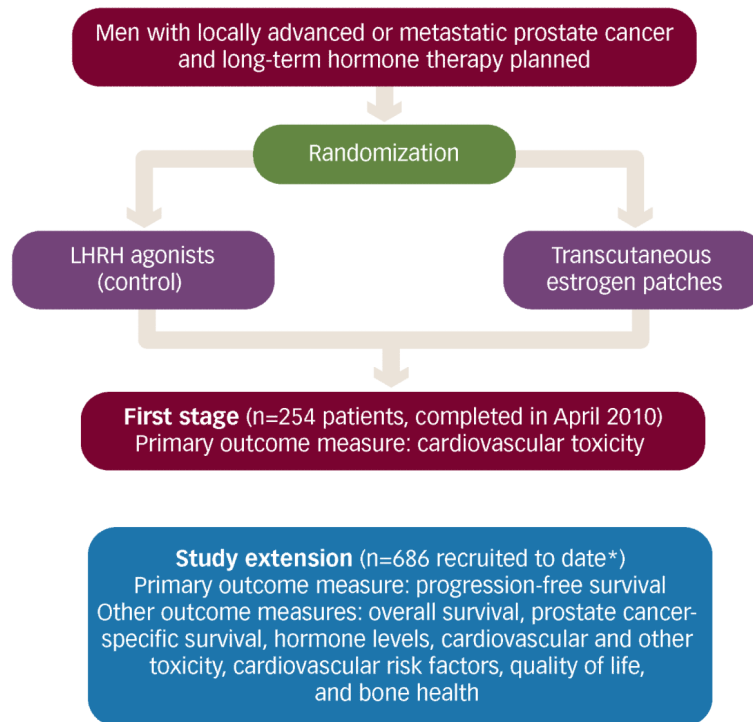 Men with locally advanced or metastatic prostate cancer
and long-term hormone therapy planned
Randomization
LHRH agonists
(control)
Transcutaneous
estrogen patches
First stage (n=254 patients, completed in April 2010)
Primary outcome measure: cardiovascular toxicity
Study extension (n=686 recruited to date*)
Primary outcome measure: progression-free survival
Other outcome measures: overall survival, prostate cancer-
specific survival, hormone levels, cardiovascular and other
toxicity, cardiovascular risk factors, quality of life,
and bone health